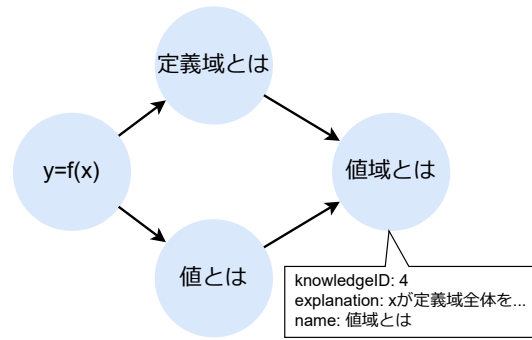 定義域とは
y=f(x)
値域とは
値とは
knowledgeID: 4
explanation: xが定義域全体を...
name: 値域とは